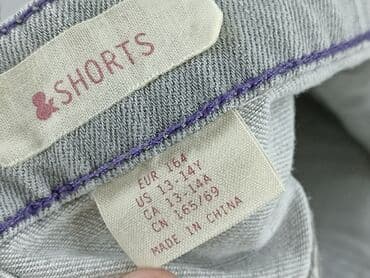 &SHORTS
EUR 164
US 13-14Y
CA 13-14A
CN 165/69
MADE IN CHINA